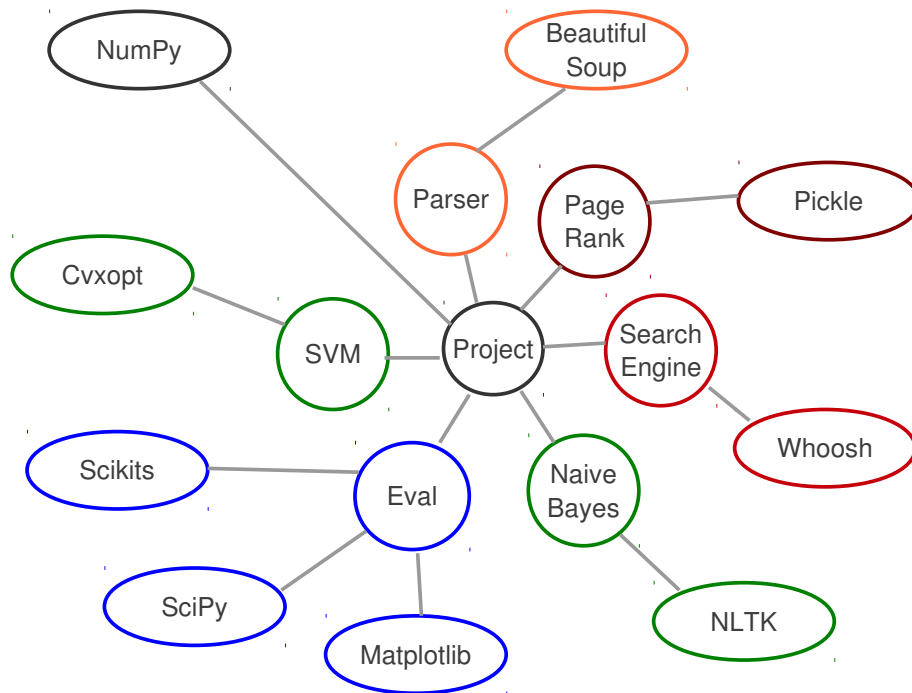 NumPy
Beautiful
Soup
Parser
Page
Rank
Pickle
Cvxopt
SVM
Project
Search
Engine
Whoosh
Scikits
Eval
Naive
Bayes
SciPy
Matplotlib
NLTK